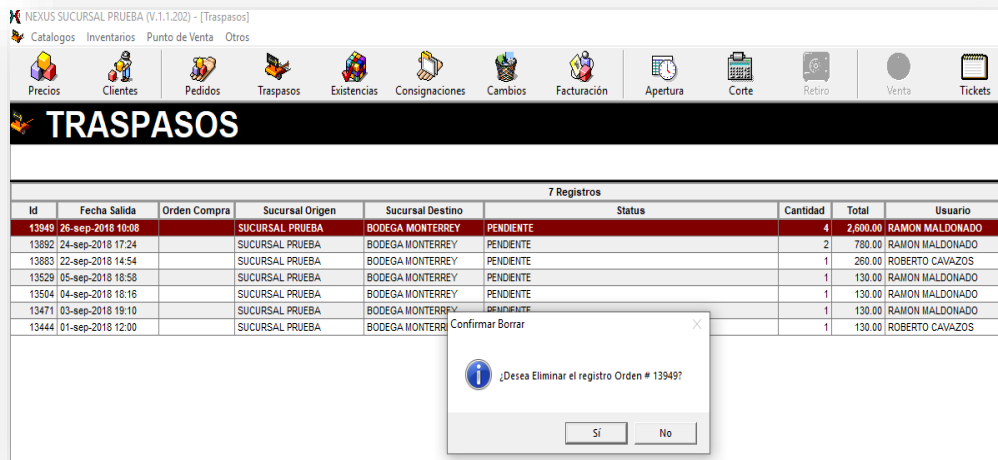 NEXUS SUCURSAL PRUEBA (V.1.1.202) - [Traspasos]
Catalogos Inventarios Punto de Venta Otros
Precios Clientes Pedidos Traspasos Existencias Consignaciones Cambios Facturación Apertura Corte Retiro Venta Tickets
TRASPASOS
7 Registros
Id Fecha Salida Orden Compra Sucursal Origen Sucursal Destino Status Cantidad Total Usuario
13949 26-sep-2018 10:08 SUCURSAL PRUEBA BODEGA MONTERREY PENDIENTE 4 2,600.00 RAMON MALDONADO
13892 24-sep-2018 17:24 SUCURSAL PRUEBA BODEGA MONTERREY PENDIENTE 2 780.00 RAMON MALDONADO
13883 22-sep-2018 14:54 SUCURSAL PRUEBA BODEGA MONTERREY PENDIENTE 1 260.00 ROBERTO CAVAZOS
13529 05-sep-2018 18:58 SUCURSAL PRUEBA BODEGA MONTERREY PENDIENTE 1 130.00 RAMON MALDONADO
13504 04-sep-2018 18:16 SUCURSAL PRUEBA BODEGA MONTERREY PENDIENTE 1 130.00 RAMON MALDONADO
13471 03-sep-2018 19:10 SUCURSAL PRUEBA BODEGA MONTERREY PENDIENTE 1 130.00 RAMON MALDONADO
13444 01-sep-2018 12:00 SUCURSAL PRUEBA BODEGA MONTERR 1 130.00 ROBERTO CAVAZOS
Confirmar Borrar
¿Desea Eliminar el registro Orden # 13949?
Sí No